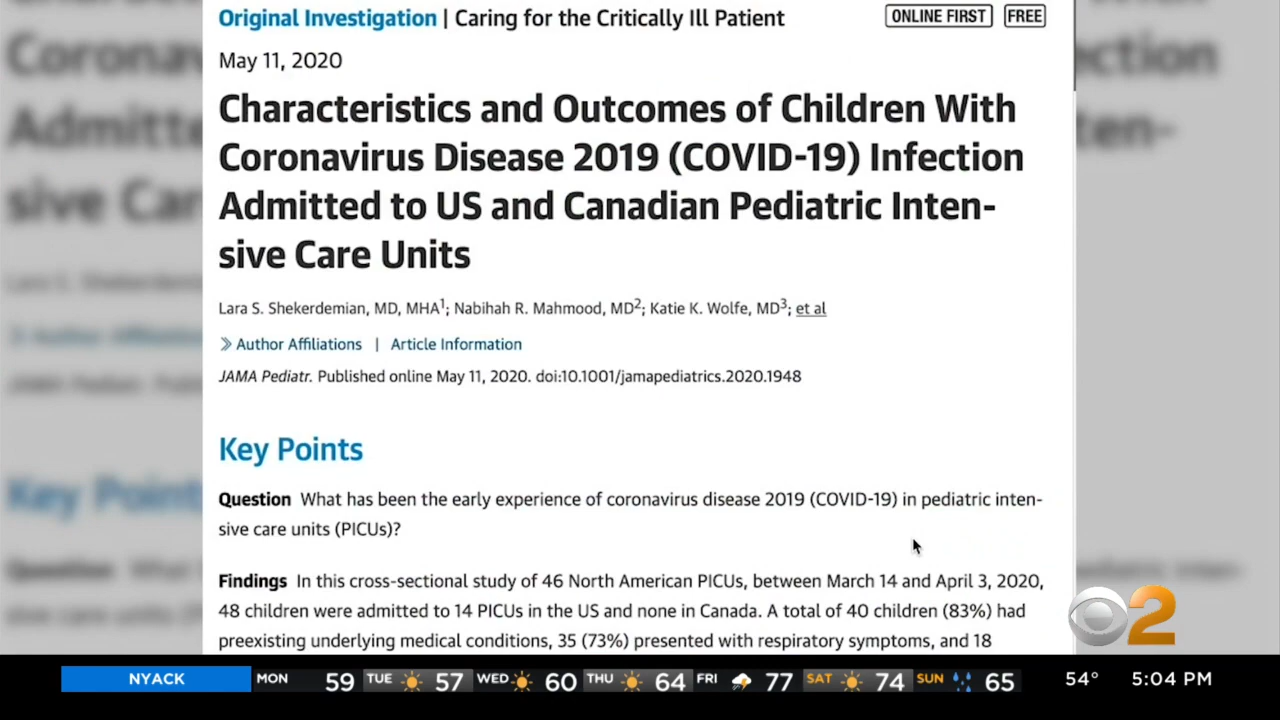 Original Investigation | Caring for the Critically Ill Patient
ONLINE FIRST FREE
May 11, 2020
Characteristics and Outcomes of Children With
Coronavirus Disease 2019 (COVID-19) Infection
Admitted to US and Canadian Pediatric Inten-
sive Care Units
Lara S. Shekerdemian, MD, MHA1; Nabihah R. Mahmood, MD2; Katie K. Wolfe, MD3; et al
Author Affiliations | Article Information
JAMA Pediatr. Published online May 11, 2020. doi:10.1001/jamapediatrics.2020.1948
Key Points
Question What has been the early experience of coronavirus disease 2019 (COVID-19) in pediatric inten-
sive care units (PICUs)?
Findings In this cross-sectional study of 46 North American PICUs, between March 14 and April 3, 2020,
48 children were admitted to 14 PICUs in the US and none in Canada. A total of 40 children (83%) had
preexisting underlying medical conditions, 35 (73%) presented with respiratory symptoms, and 18
2
NYACK MON 59 TUE 57 WED 60 THU 64 FRI 77 SAT 74 SUN 65 54° 5:04 PM